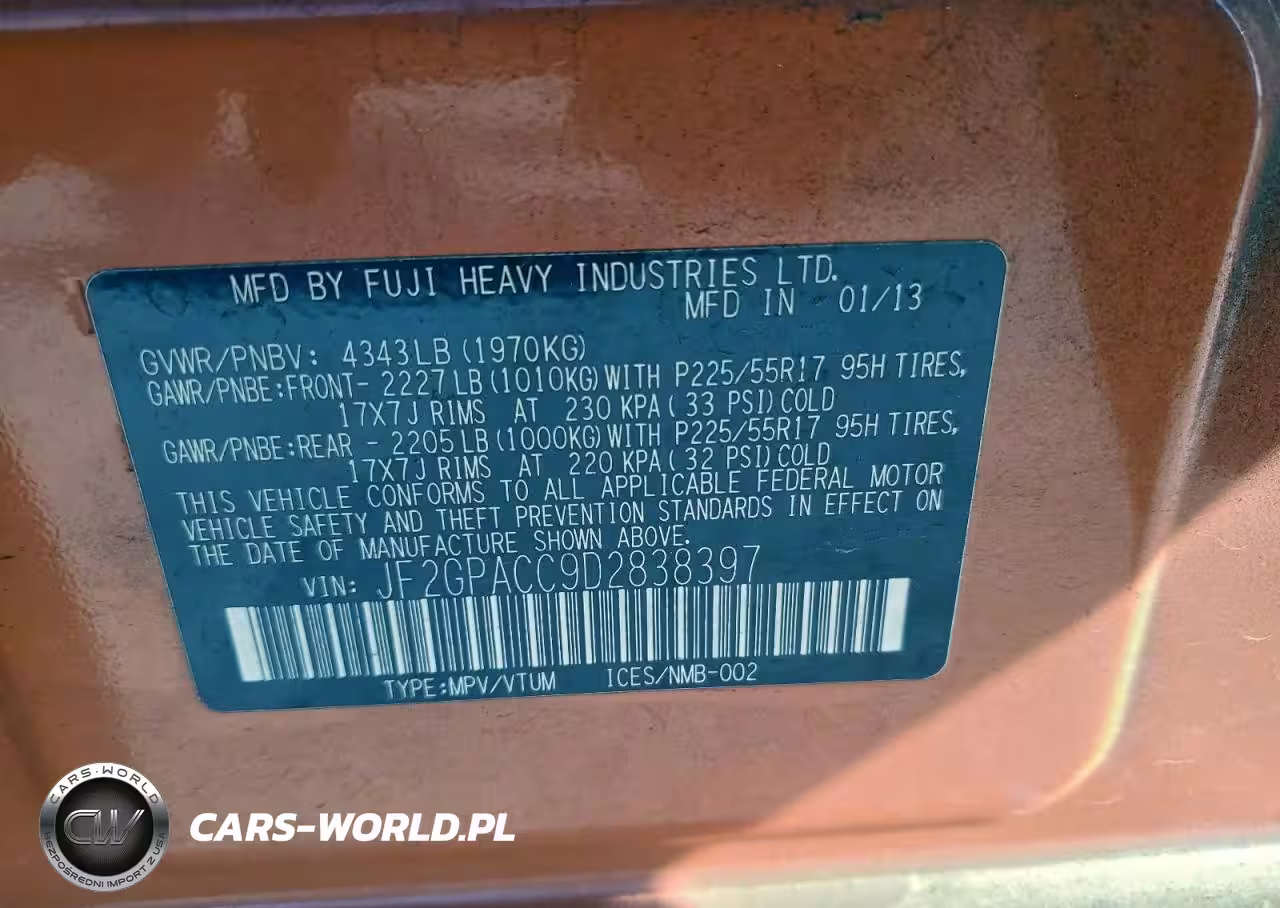 MFD BY FUJI HEAVY INDUSTRIES LTD.
MFD IN 01/13
GVWR/PNBV: 4343LB(1970KG)
GAWR/PNBE:FRONT- 2227LB(1010KG)WITH P225/55R17 95H TIRES,
17X7J RIMS AT 230 KPA(33 PSI)COLD
GAWR/PNBE:REAR - 2205LB(1000KG)WITH P225/55R17 95H TIRES,
17X7J RIMS AT 220 KPA(32 PSI)COLD
THIS VEHICLE CONFORMS TO ALL APPLICABLE FEDERAL MOTOR
VEHICLE SAFETY AND THEFT PREVENTION STANDARDS IN EFFECT ON
THE DATE OF MANUFACTURE SHOWN ABOVE.
VIN: JF2GPACC9D2838397
TYPE:MPV/VTUM ICES/NMB-002
CARS-WORLD
CW
BEZPOŚREDNI IMPORT Z USA
CARS-WORLD.PL